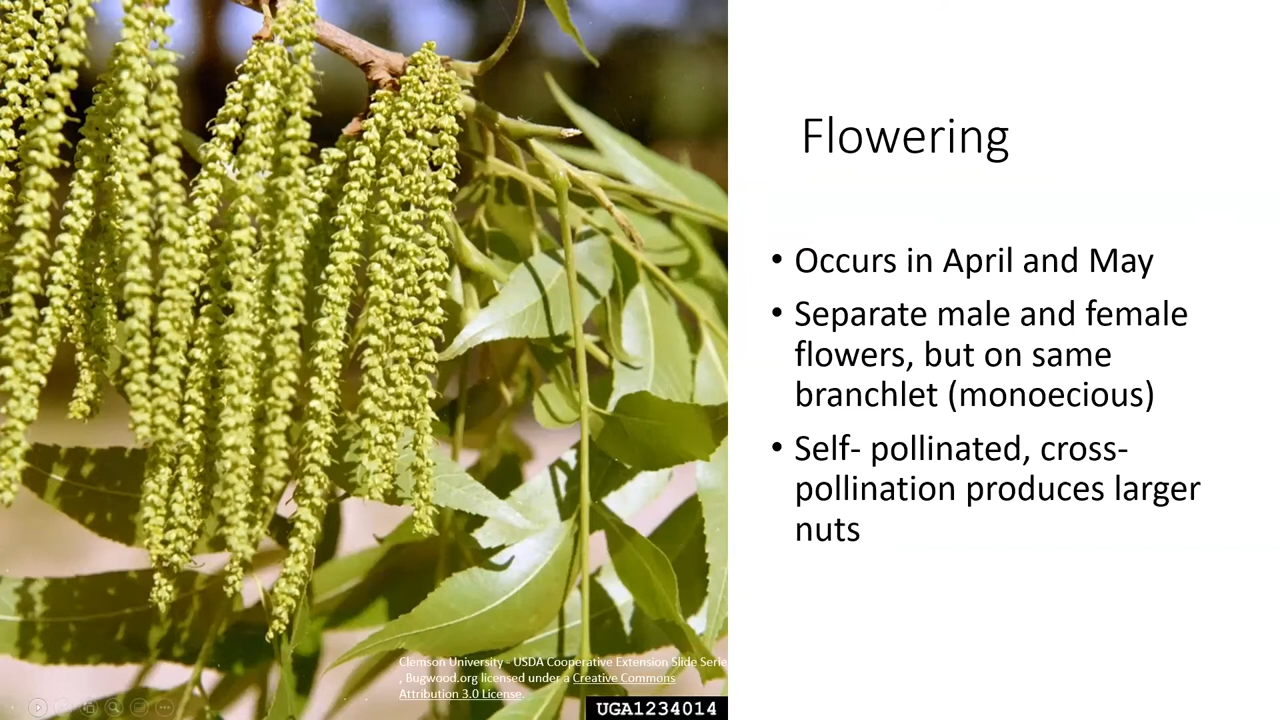 Flowering
• Occurs in April and May
• Separate male and female
flowers, but on same
branchlet (monoecious)
• Self- pollinated, cross-
pollination produces larger
nuts
Clemson University - USDA Cooperative Extension Slide Serie
, Bugwood.org licensed under a Creative Commons
Attribution 3.0 License.
UGA1234014